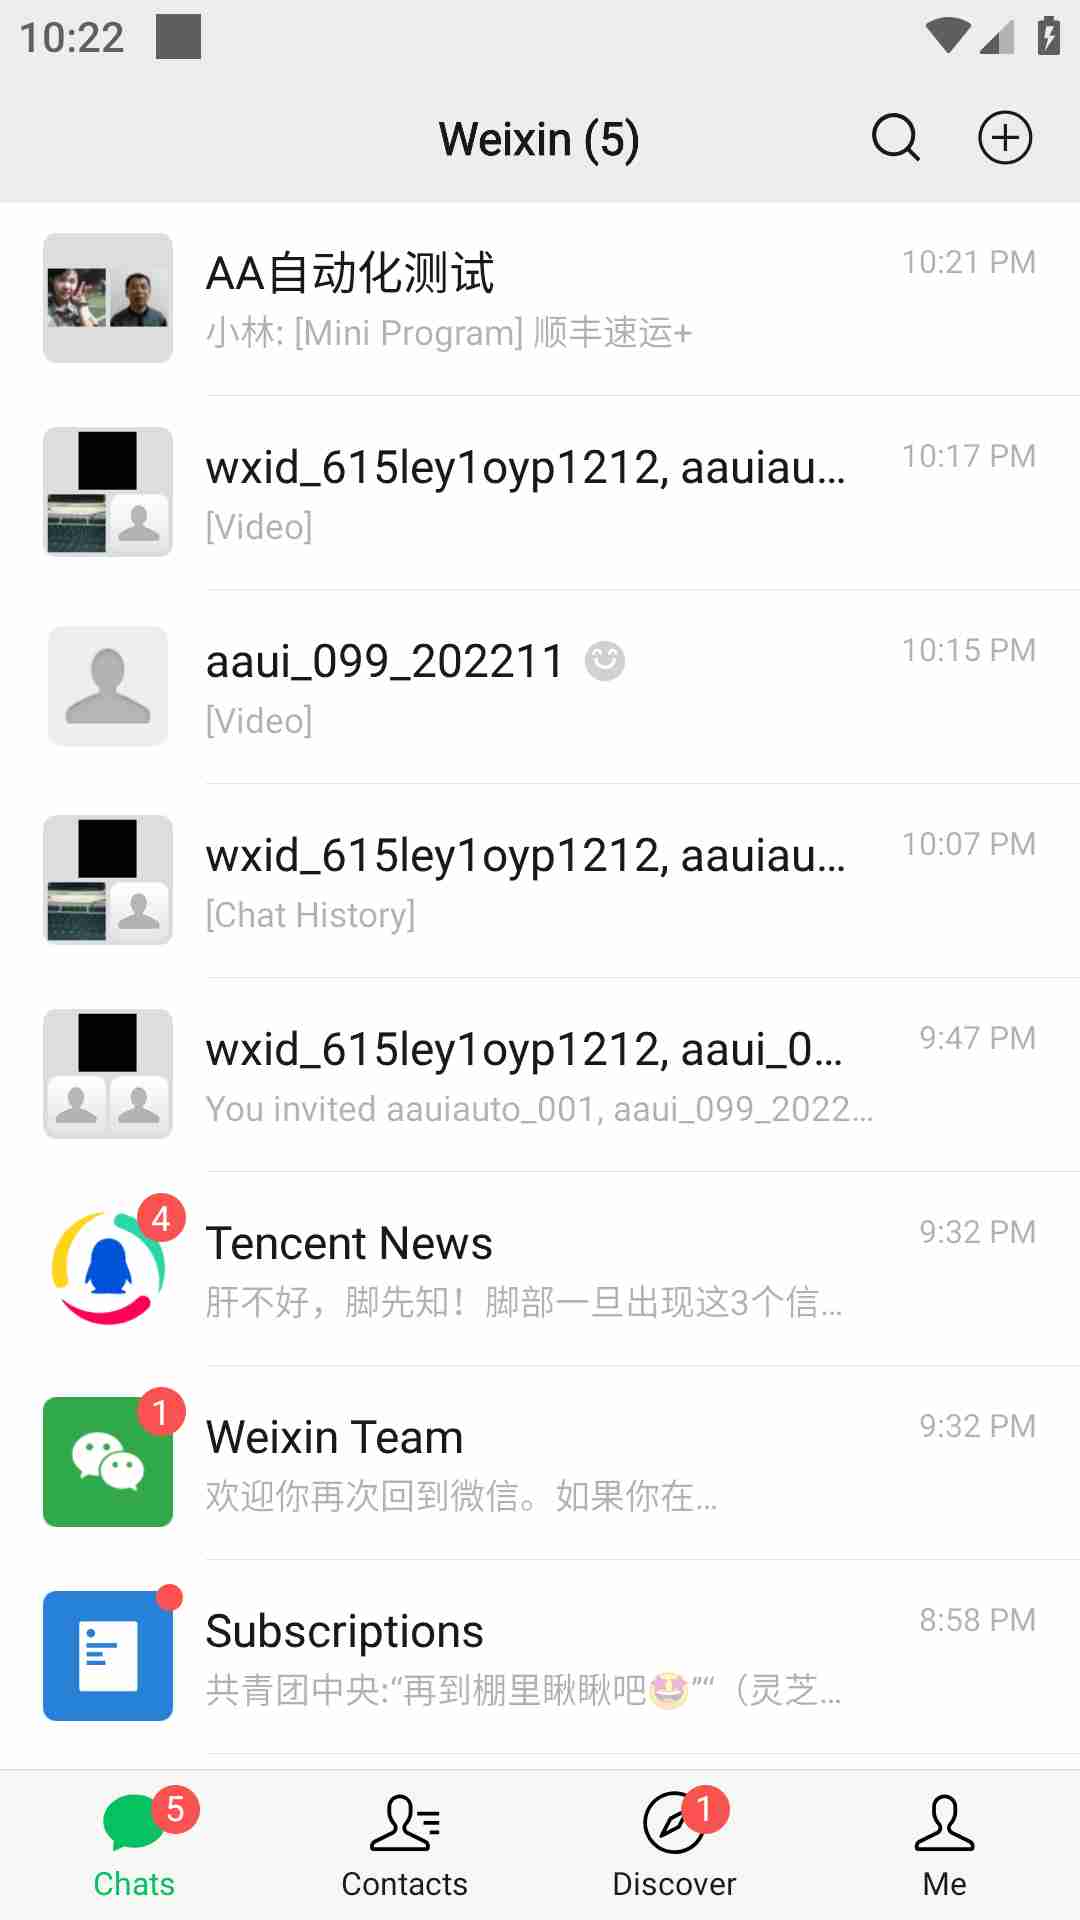 10:22
Weixin (5)
AA自动化测试
10:21 PM
小林: [Mini Program] 顺丰速运+
wxid_615ley1oyp1212, aauiau...
10:17 PM
[Video]
aaui_099_202211
10:15 PM
[Video]
wxid_615ley1oyp1212, aauiau...
10:07 PM
[Chat History]
wxid_615ley1oyp1212, aaui_0...
9:47 PM
You invited aauiauto_001, aaui_099_2022...
4
Tencent News
9:32 PM
肝不好，脚先知！脚部一旦出现这3个信...
1
Weixin Team
9:32 PM
欢迎你再次回到微信。如果你在...
Subscriptions
8:58 PM
共青团中央:“再到棚里瞅瞅吧🤩”“（灵芝...
5
1
Chats
Contacts
Discover
Me